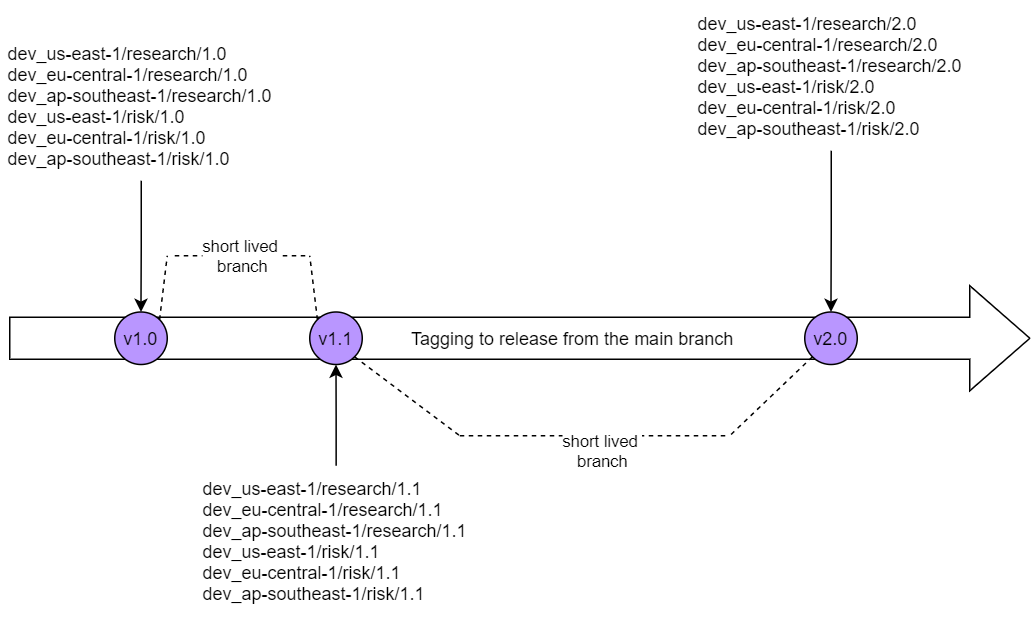 dev_us-east-1/research/2.0
dev_eu-central-1/research/2.0
dev_ap-southeast-1/research/2.0
dev_us-east-1/risk/2.0
dev_eu-central-1/risk/2.0
dev_ap-southeast-1/risk/2.0
dev_us-east-1/research/1.0
dev_eu-central-1/research/1.0
dev_ap-southeast-1/research/1.0
dev_us-east-1/risk/1.0
dev_eu-central-1/risk/1.0
dev_ap-southeast-1/risk/1.0
short lived
branch
v1.0
v1.1
Tagging to release from the main branch
v2.0
short lived
branch
dev_us-east-1/research/1.1
dev_eu-central-1/research/1.1
dev_ap-southeast-1/research/1.1
dev_us-east-1/risk/1.1
dev_eu-central-1/risk/1.1
dev_ap-southeast-1/risk/1.1